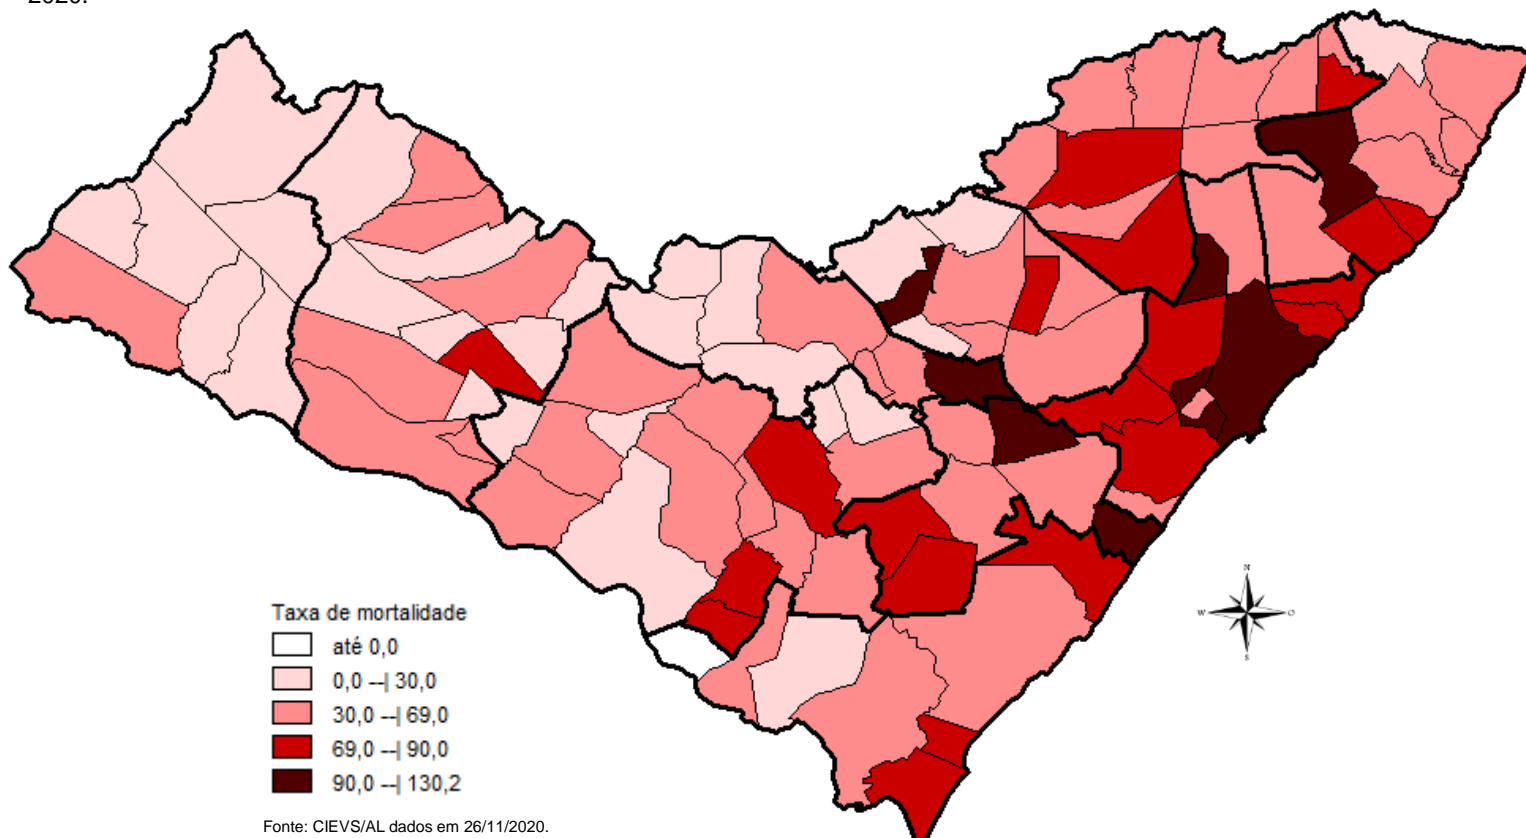 2020.
N
W
O
S
Taxa de mortalidade
até 0,0
0,0 --| 30,0
30,0 --| 69,0
69,0 --| 90,0
90,0 --| 130,2
Fonte: CIEVS/AL dados em 26/11/2020.